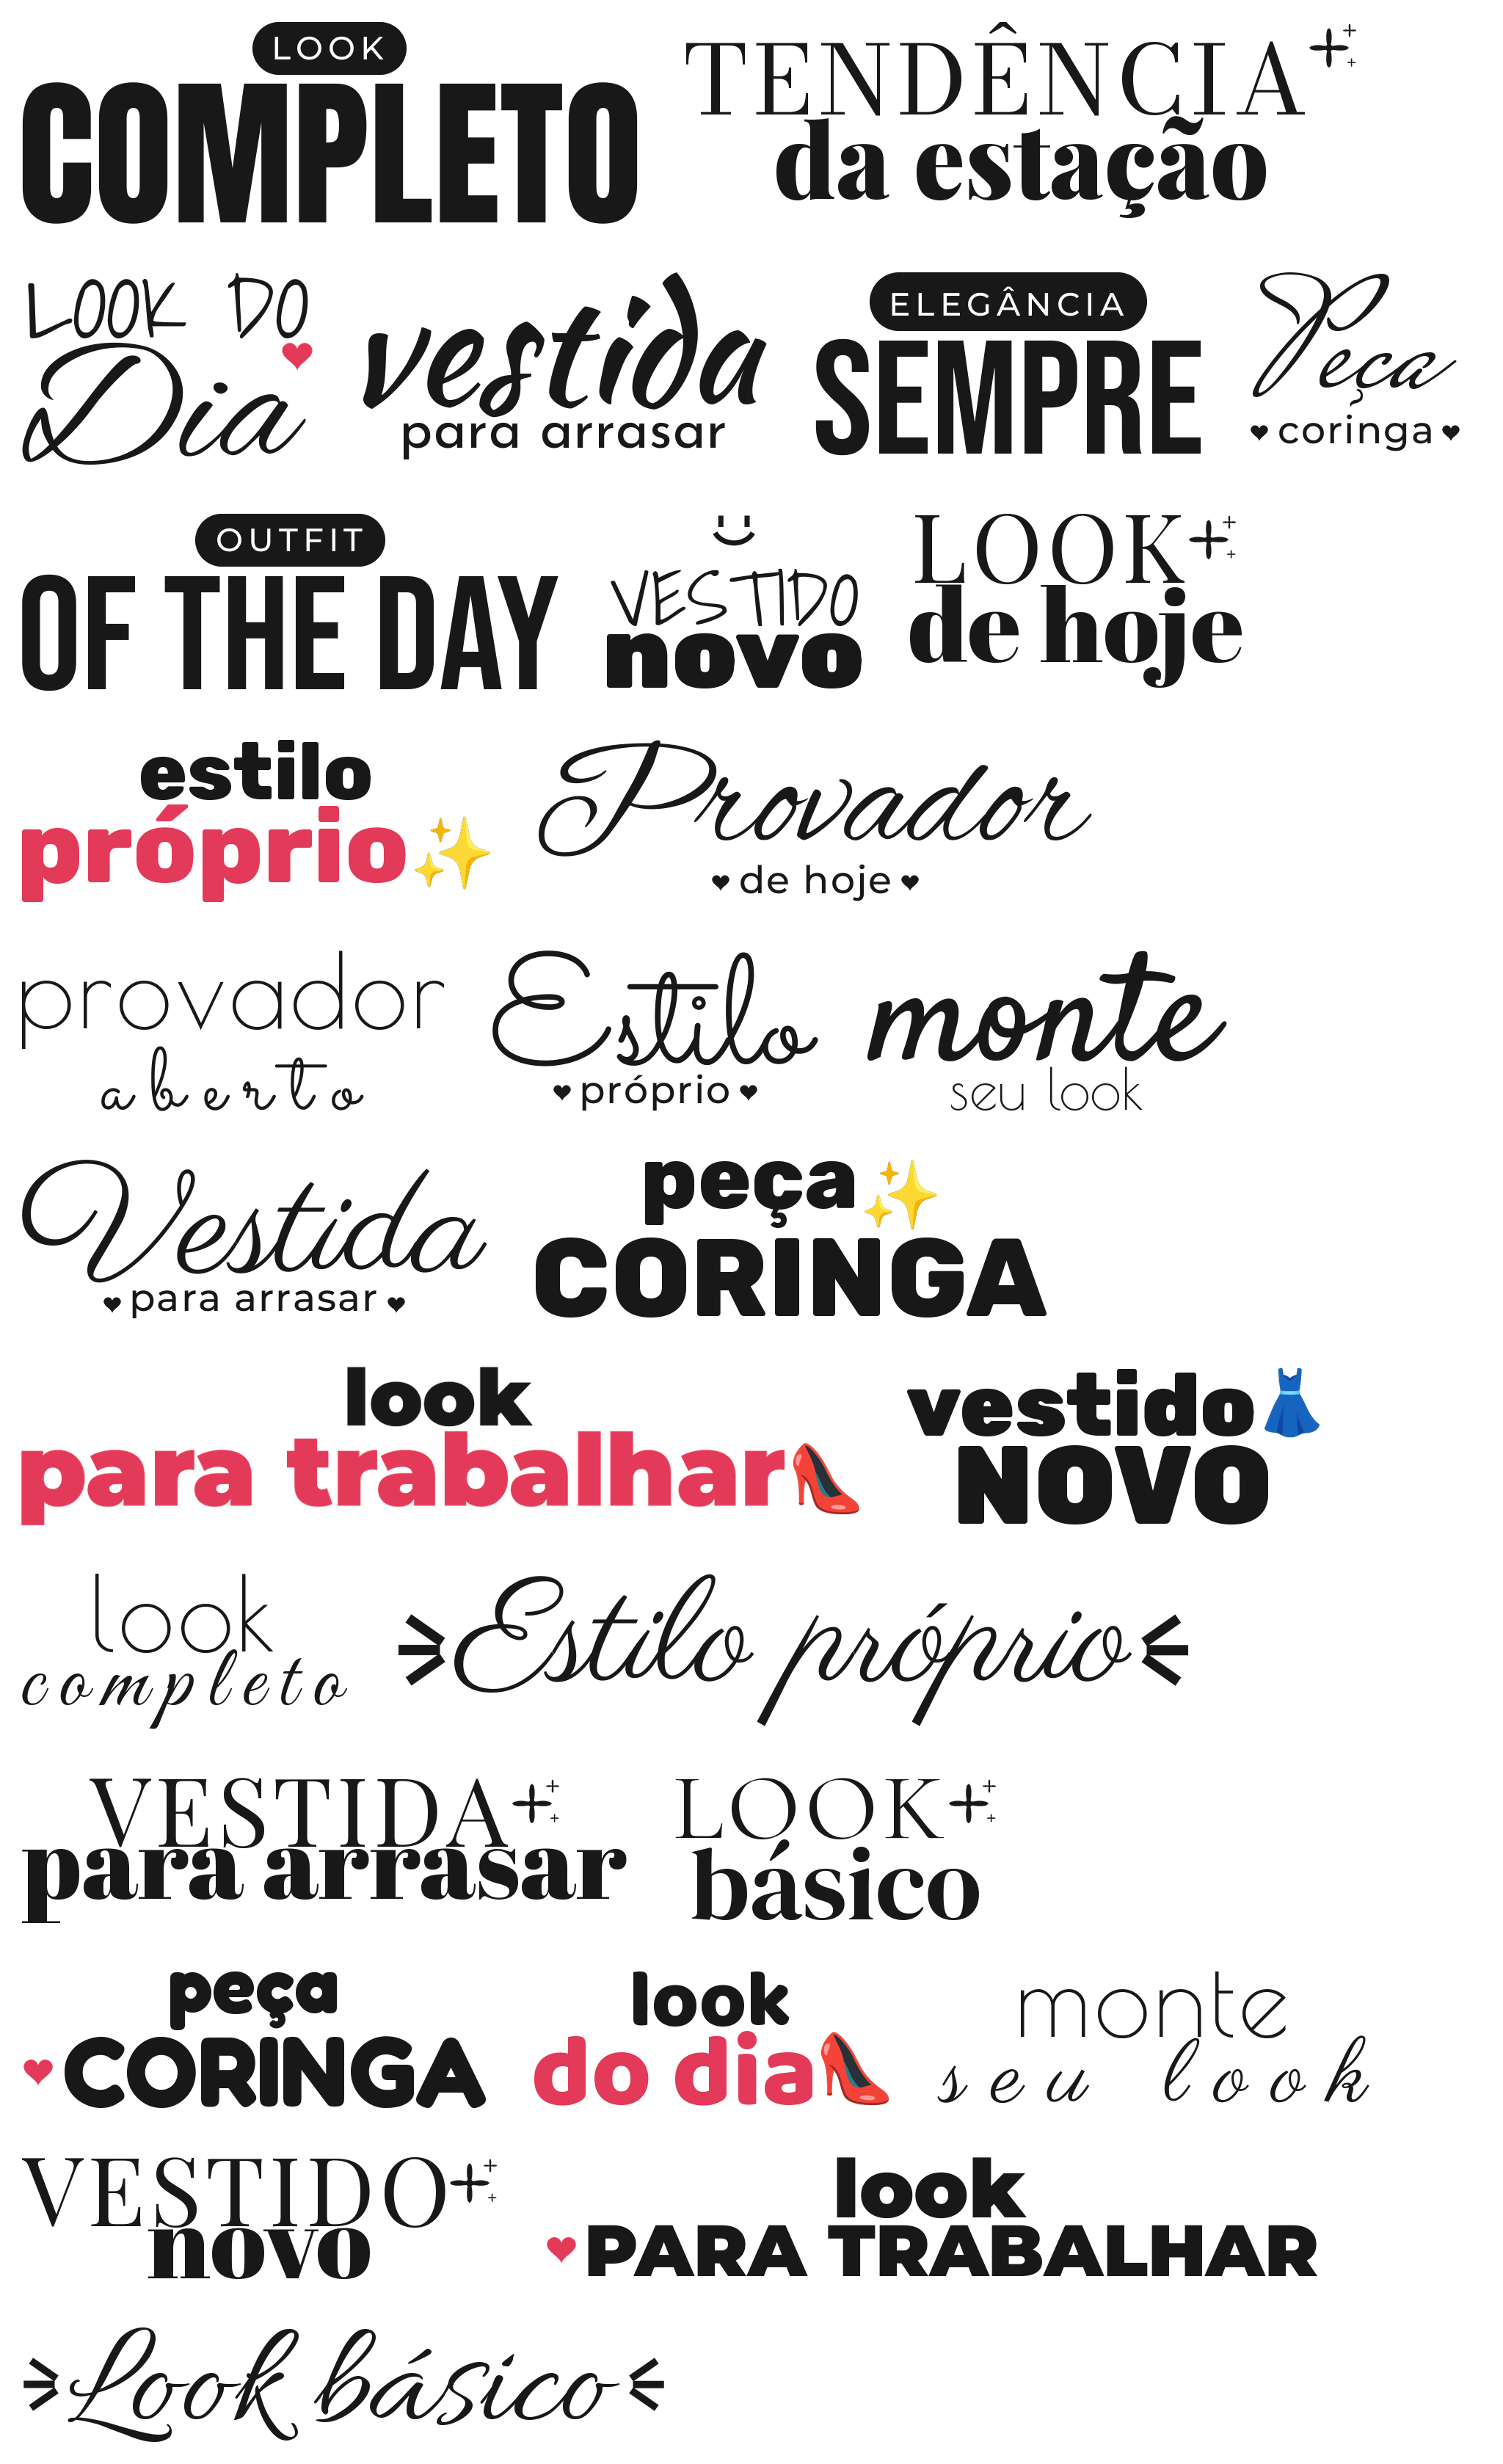 LOOK
COMPLETO
TENDÊNCIA
da estação
LOOK DO
Dia
vestida
para arrasar
ELEGÂNCIA
SEMPRE
Peça
coringa
OUTFIT
OF THE DAY
VESTIDO
novo
LOOK
de hoje
estilo
próprio
Provador
de hoje
provador
aberto
Estilo
próprio
monte
seu look
Vestida
para arrasar
peça
CORINGA
look
para trabalhar
vestido
NOVO
look
completo
Estilo próprio
VESTIDA
para arrasar
LOOK
básico
peça
CORINGA
look
do dia
monte
seu look
VESTIDO
novo
look
PARA TRABALHAR
Look básico